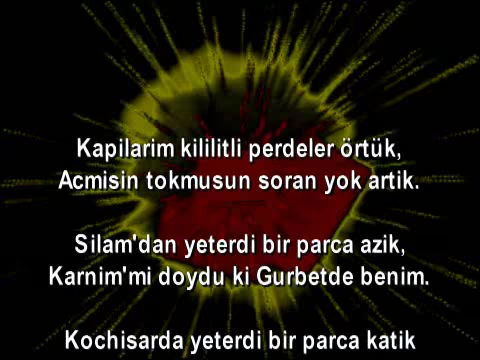 Kapilarim kililitli perdeler örtük,
Acmisin tokmusun soran yok artik.
Silam'dan yeterdi bir parca azik,
Karnim'mi doydu ki Gurbetde benim.
Kochisarda yeterdi bir parca katik